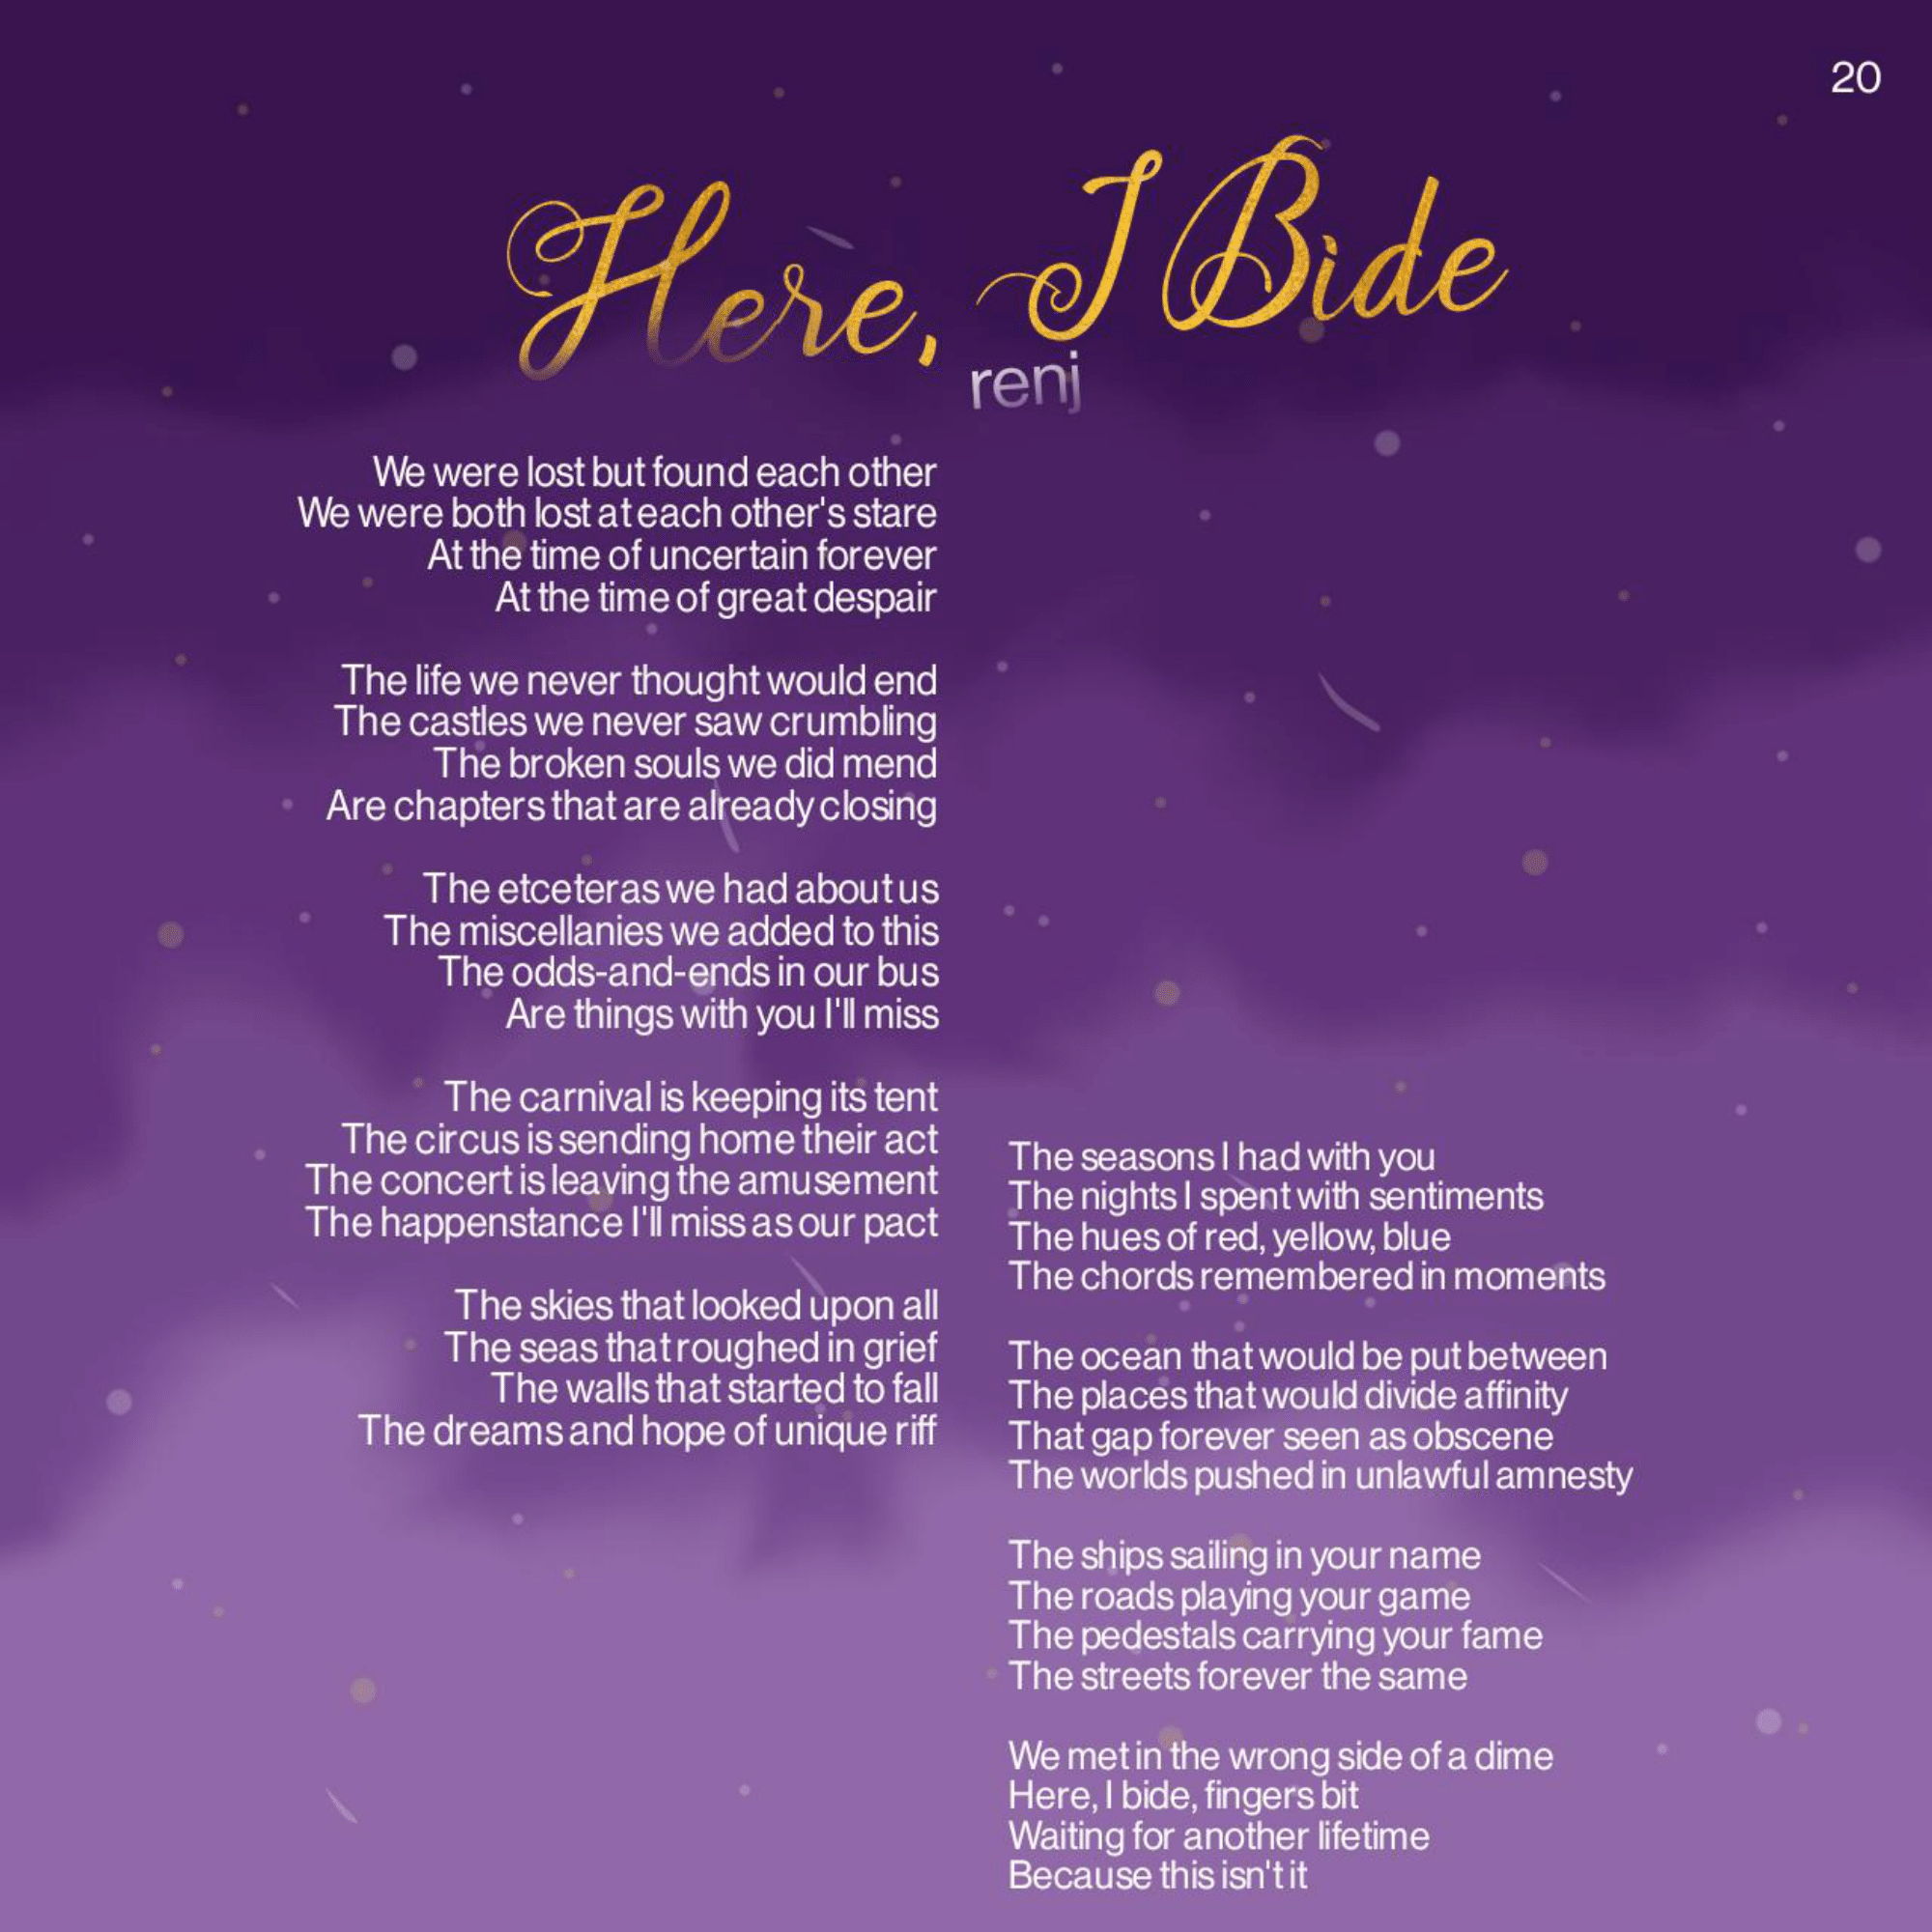 20
Here, I Bide
renj
We were lost but found each other
We were both lost at each other's stare
At the time of uncertain forever
At the time of great despair
The life we never thought would end
The castles we never saw crumbling
The broken souls we did mend
Are chapters that are already closing
The etceteras we had about us
The miscellanies we added to this
The odds-and-ends in our bus
Are things with you I'll miss
The carnival is keeping its tent
The circus is sending home their act
The concert is leaving the amusement
The happenstance I'll miss as our pact
The skies that looked upon all
The seas that roughed in grief
The walls that started to fall
The dreams and hope of unique riff
The seasons I had with you
The nights I spent with sentiments
The hues of red, yellow, blue
The chords remembered in moments
The ocean that would be put between
The places that would divide affinity
That gap forever seen as obscene
The worlds pushed in unlawful amnesty
The ships sailing in your name
The roads playing your game
The pedestals carrying your fame
The streets forever the same
We met in the wrong side of a dime
Here, I bide, fingers bit
Waiting for another lifetime
Because this isn't it